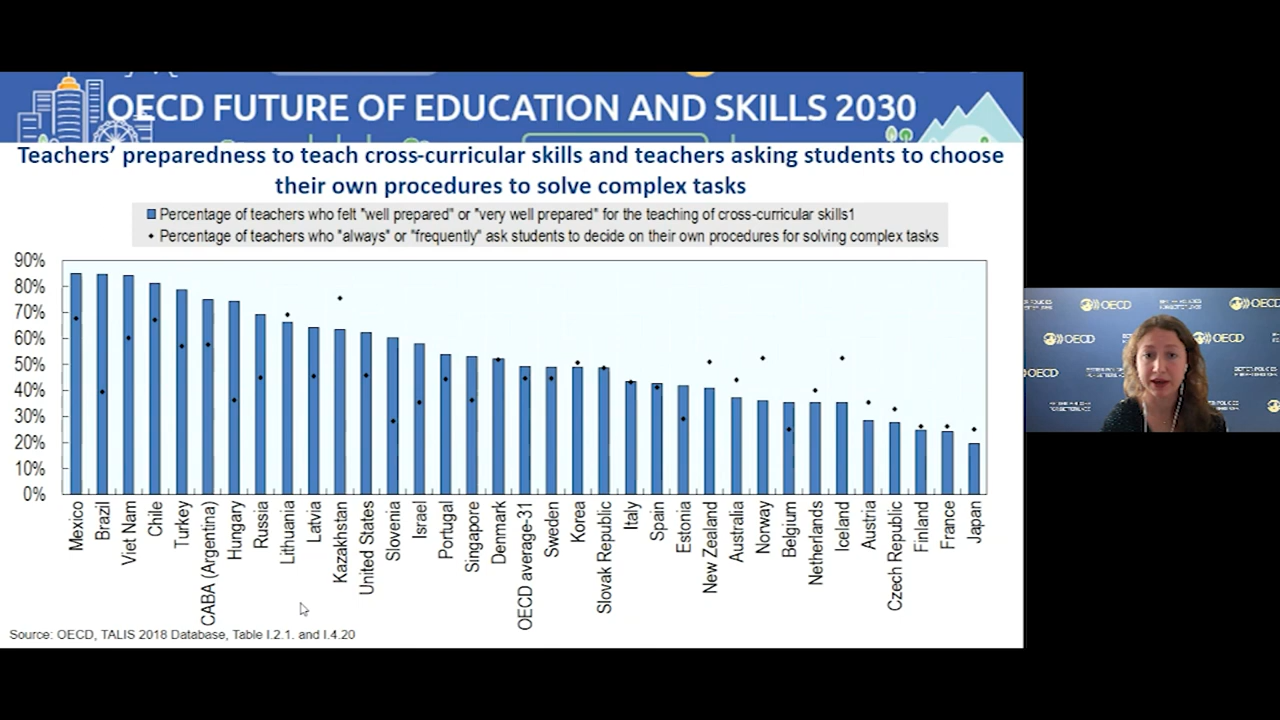 OECD FUTURE OF EDUCATION AND SKILLS 2030
Teachers' preparedness to teach cross-curricular skills and teachers asking students to choose
their own procedures to solve complex tasks
Percentage of teachers who felt "well prepared" or "very well prepared" for the teaching of cross-curricular skills1
Percentage of teachers who "always" or "frequently" ask students to decide on their own procedures for solving complex tasks
90%
80%
70%
60%
50%
40%
30%
20%
10%
0%
Mexico
Brazil
Viet Nam
Chile
Turkey
CABA (Argentina)
Hungary
Russia
Lithuania
Latvia
Kazakhstan
United States
Slovenia
Israel
Portugal
Singapore
Denmark
OECD average-31
Sweden
Korea
Slovak Republic
Italy
Spain
Estonia
New Zealand
Australia
Norway
Belgium
Netherlands
Iceland
Austria
Czech Republic
Finland
France
Japan
Source: OECD, TALIS 2018 Database, Table I.2.1. and I.4.20
OECD
OECD
OECD
OECD
OECD